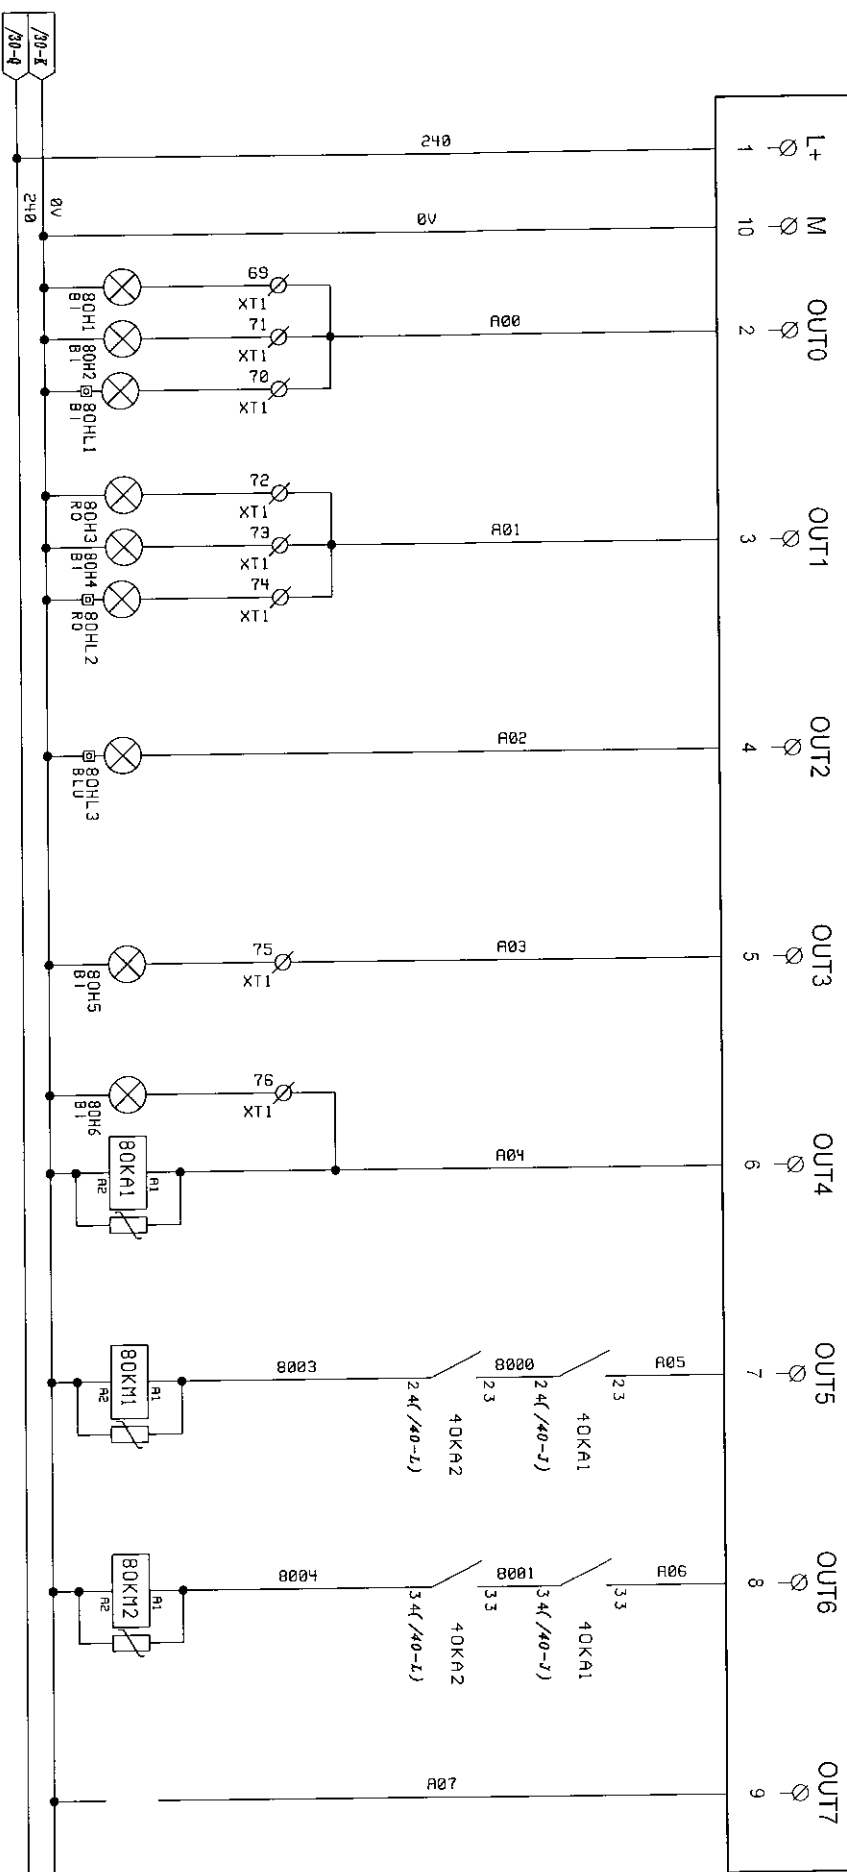 /30-K
/30-Q
L+
1
240
0V
240
M
10
0V
OUT0
2
A00
69
XT1
80H1
BI
71
XT1
80H2
BI
70
XT1
80HL1
BI
OUT1
3
A01
72
XT1
80H3
RO
73
XT1
80H4
BI
74
XT1
80HL2
RO
OUT2
4
A02
80HL3
BLU
OUT3
5
A03
75
XT1
80H5
BI
OUT4
6
A04
76
XT1
80H6
BI
80KA1
A1
A2
OUT5
7
A05
23
40KA1
24(/40-J)
8000
23
40KA2
24(/40-L)
8003
80KM1
A1
A2
OUT6
8
A06
33
40KA1
34(/40-J)
8001
33
40KA2
34(/40-L)
8004
80KM2
A1
A2
OUT7
9
A07